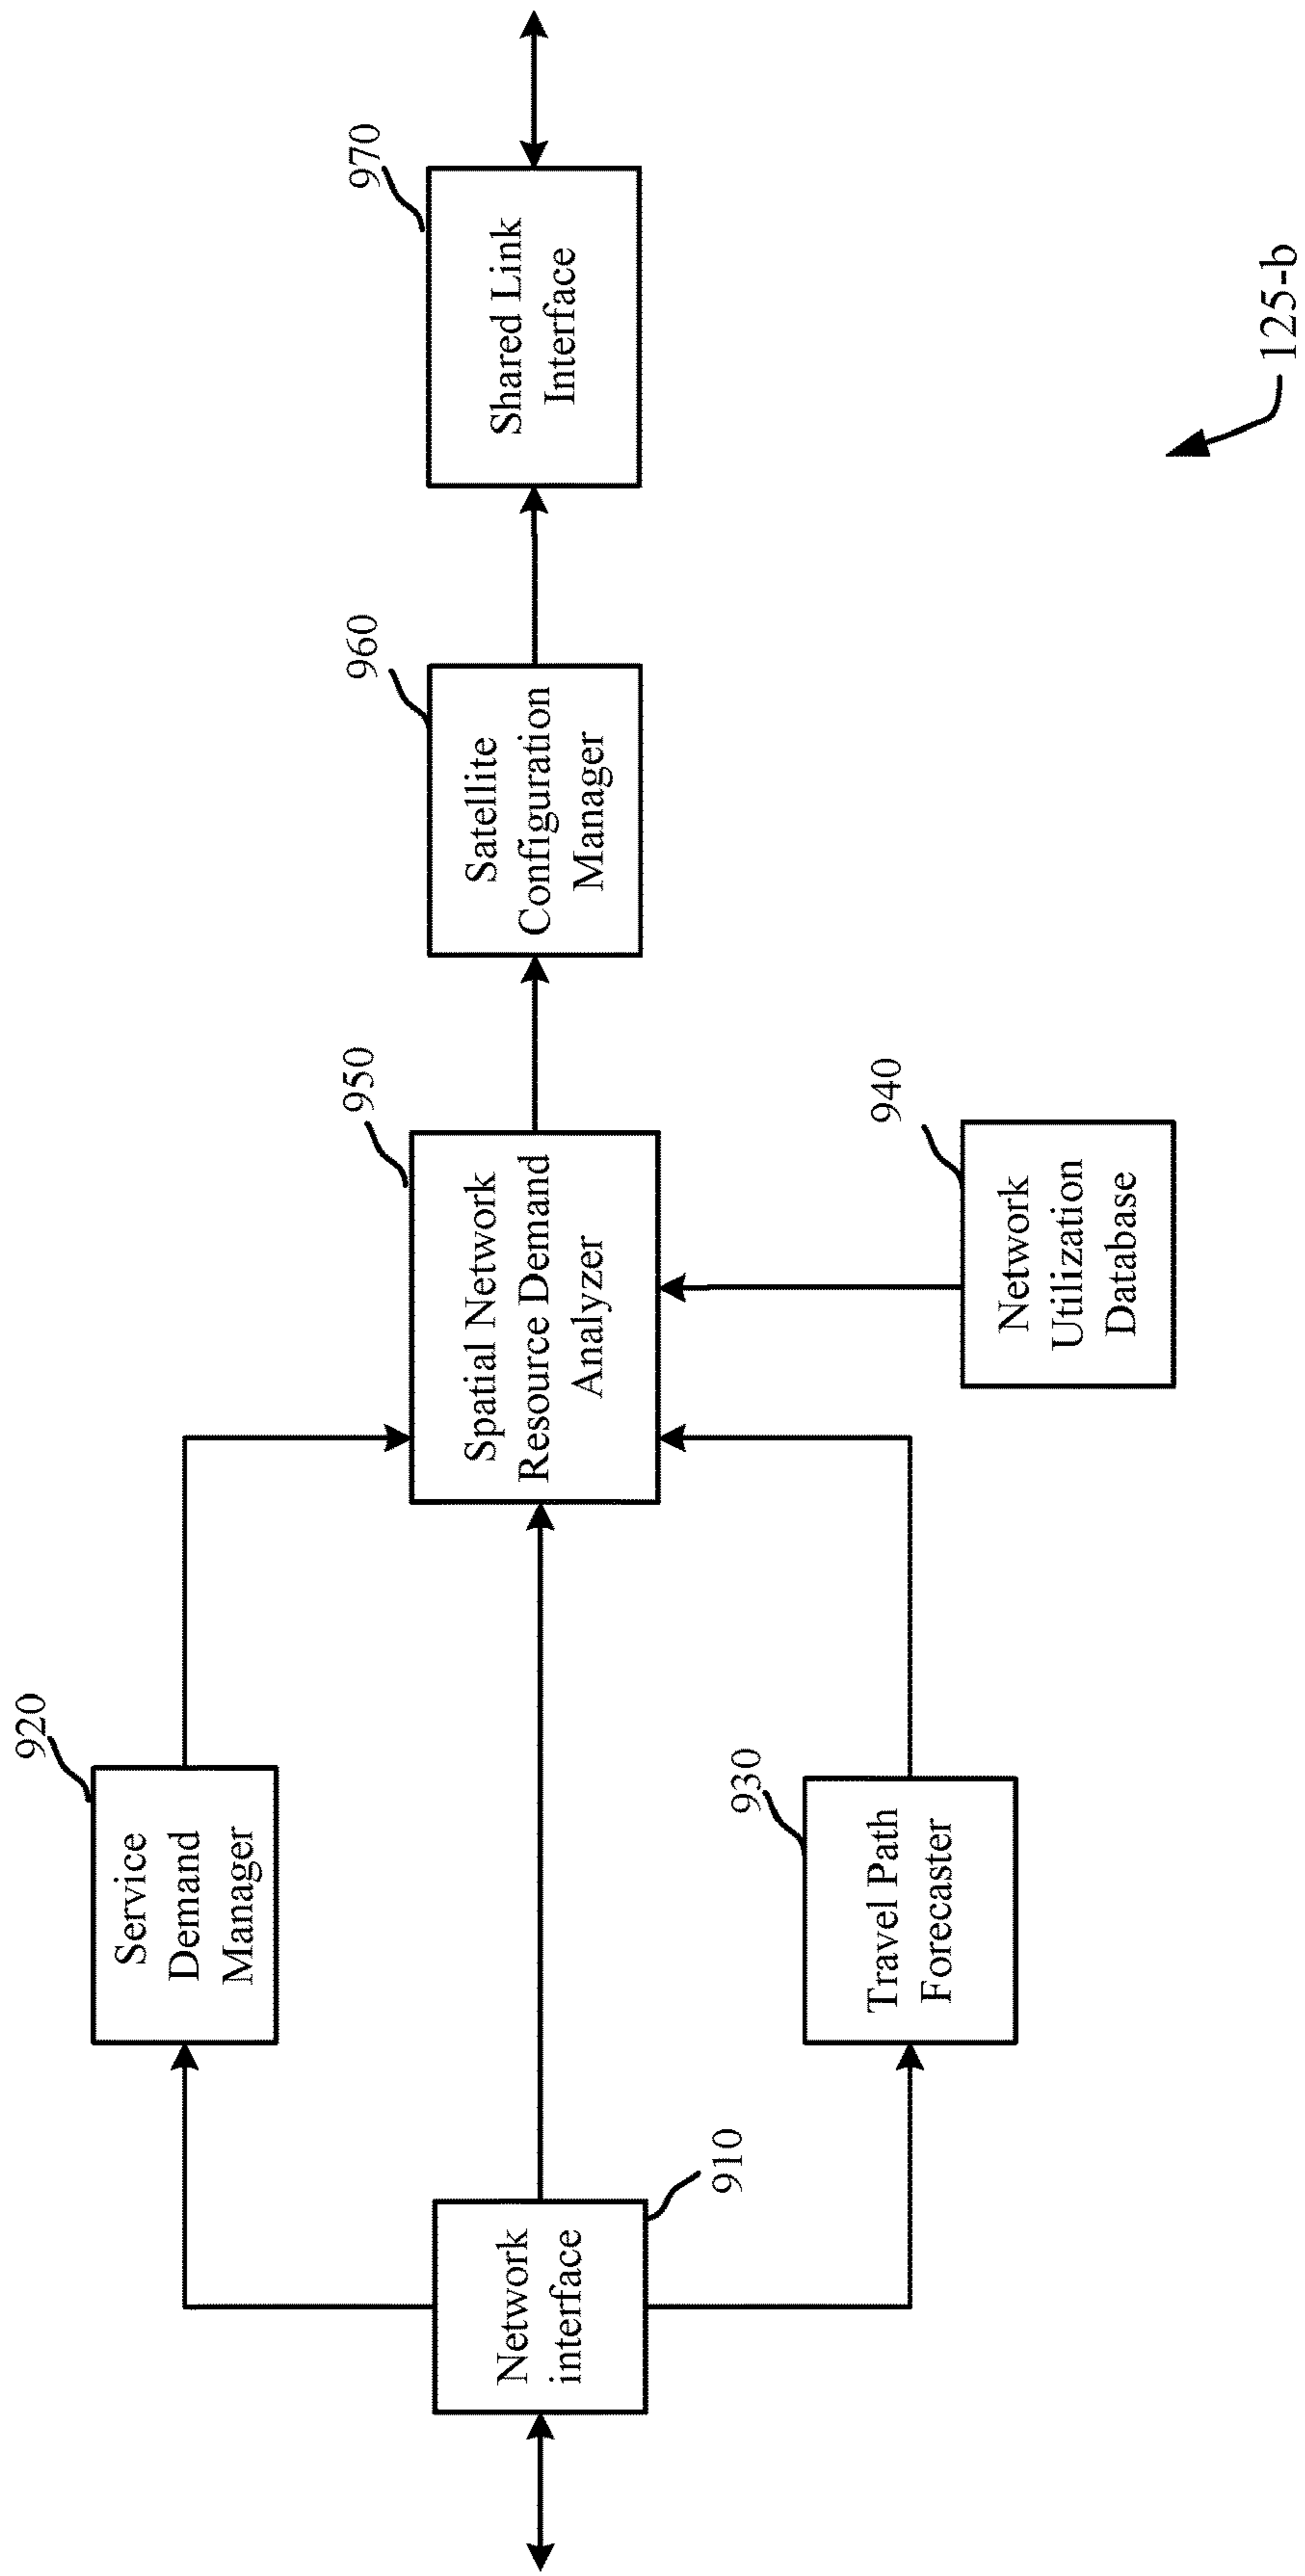 920
Service
Demand
Manager
910
Network
interface
930
Travel Path
Forecaster
950
Spatial Network
Resource Demand
Analyzer
940
Network
Utilization
Database
960
Satellite
Configuration
Manager
970
Shared Link
Interface
125-b